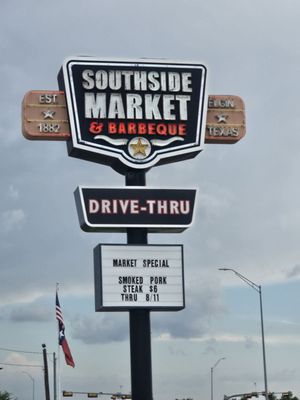 SOUTHSIDE
MARKET
& BARBEQUE
EST
1882
ELGIN
TEXAS
DRIVE-THRU
MARKET SPECIAL
SMOKED PORK
STEAK $6
THRU 8/11